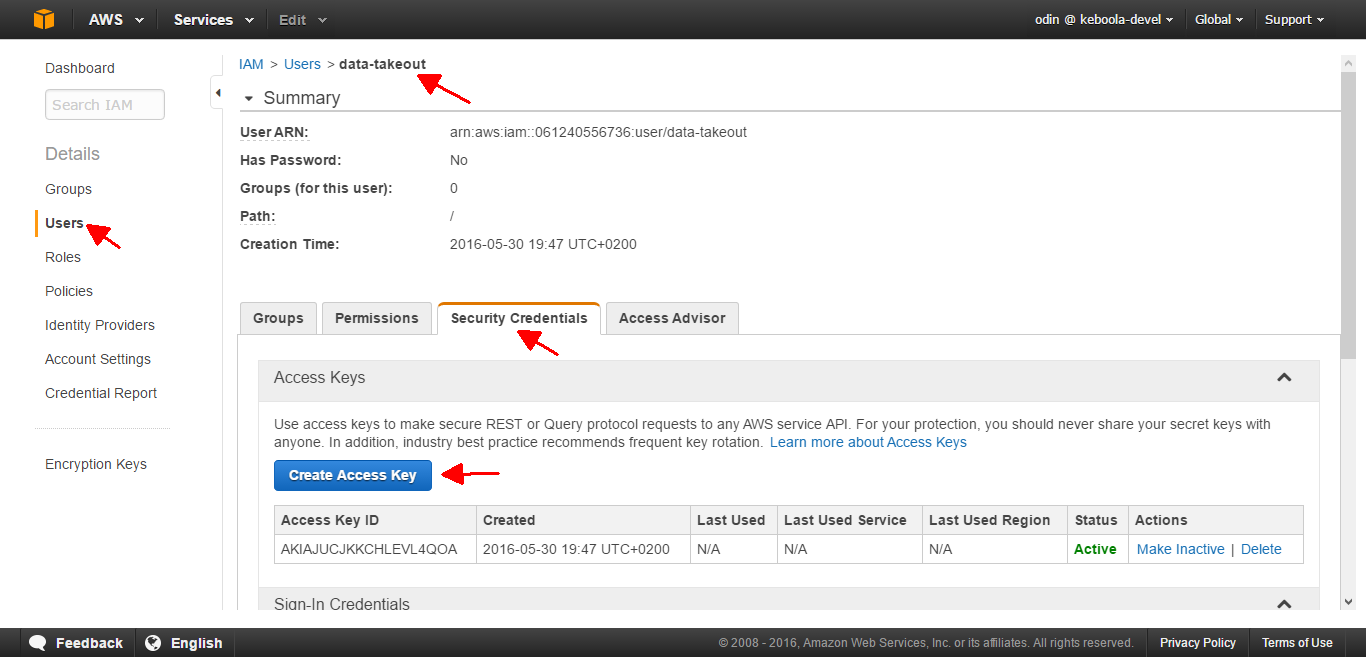 AWS Services Edit odin @ keboola-devel Global Support
Dashboard
Search IAM
Details
Groups
Users
Roles
Policies
Identity Providers
Account Settings
Credential Report
Encryption Keys
IAM > Users > data-takeout
Summary
User ARN: arn:aws:iam::061240556736:user/data-takeout
Has Password: No
Groups (for this user): 0
Path: /
Creation Time: 2016-05-30 19:47 UTC+0200
Groups Permissions Security Credentials Access Advisor
Access Keys
Use access keys to make secure REST or Query protocol requests to any AWS service API. For your protection, you should never share your secret keys with
anyone. In addition, industry best practice recommends frequent key rotation. Learn more about Access Keys
Create Access Key
Access Key ID Created Last Used Last Used Service Last Used Region Status Actions
AKIAJUCJKKCHLEVL4QOA 2016-05-30 19:47 UTC+0200 N/A N/A N/A Active Make Inactive | Delete
Sign-In Credentials
Feedback English © 2008 - 2016, Amazon Web Services, Inc. or its affiliates. All rights reserved. Privacy Policy Terms of Use